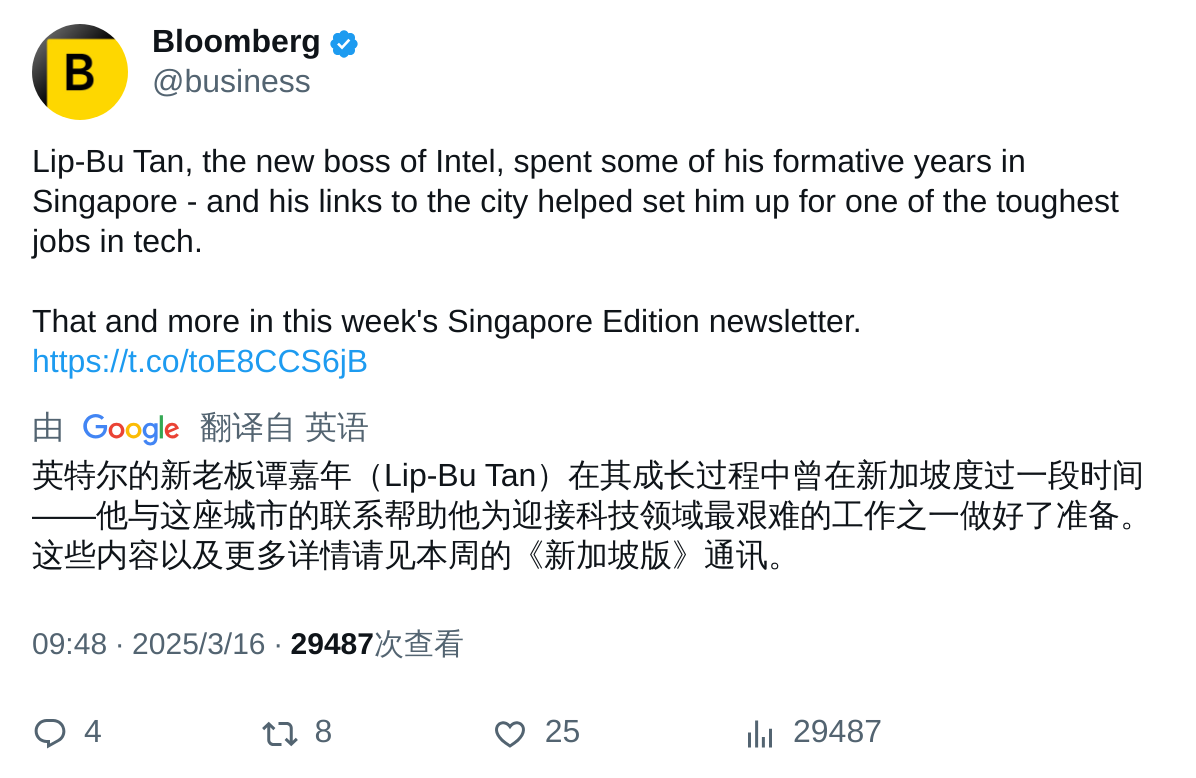 B
Bloomberg
@business
Lip-Bu Tan, the new boss of Intel, spent some of his formative years in
Singapore - and his links to the city helped set him up for one of the toughest
jobs in tech.
That and more in this week's Singapore Edition newsletter.
https://t.co/toE8CCS6jB
由 Google 翻译自 英语
英特尔的新老板谭嘉年（Lip-Bu Tan）在其成长过程中曾在新加坡度过一段时间
——他与这座城市的联系帮助他为迎接科技领域最艰难的工作之一做好了准备。
这些内容以及更多详情请见本周的《新加坡版》通讯。
09:48 · 2025/3/16 · 29487次查看
4 8 25 29487